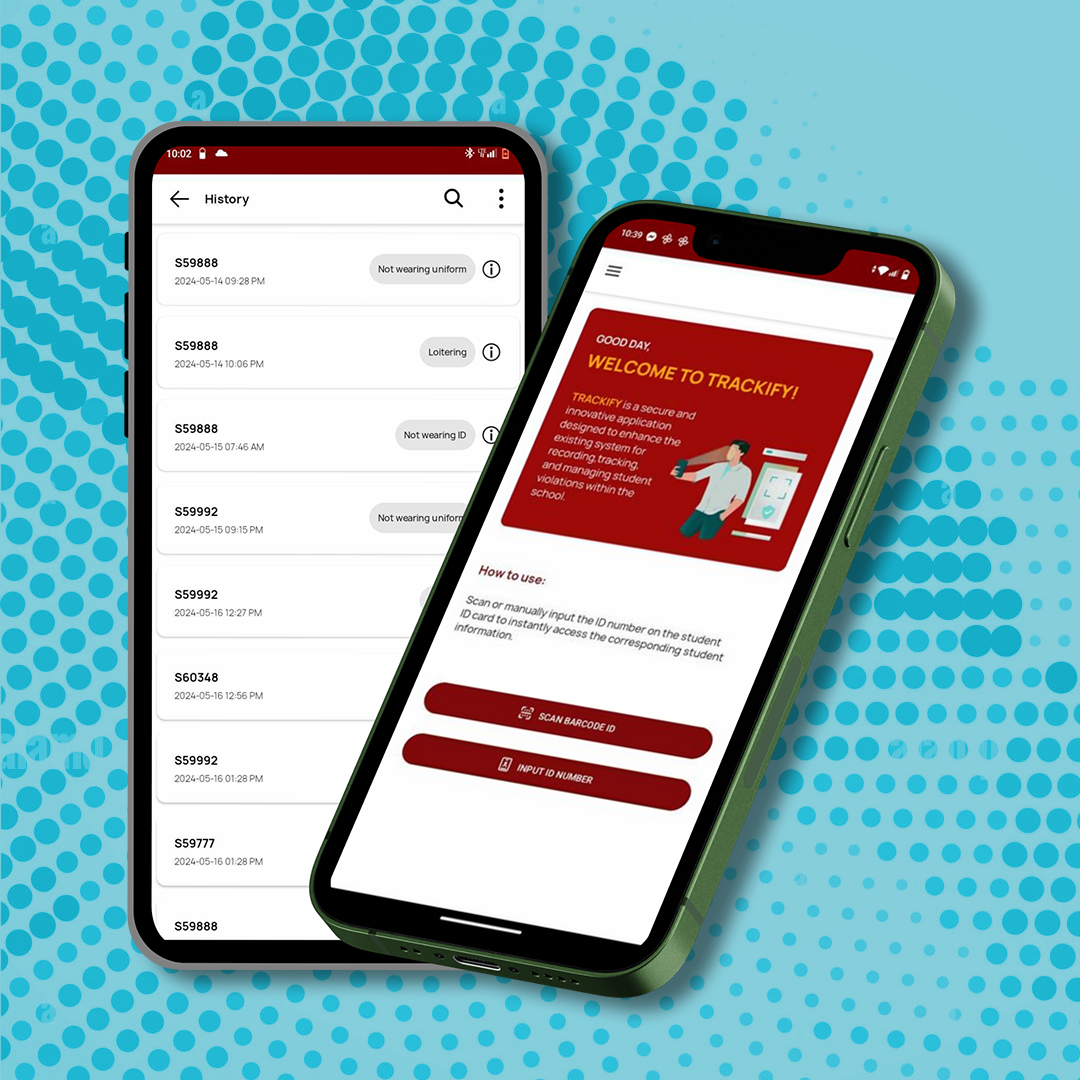 10:02
LTE
History
S59888
2024-05-14 09:28 PM
Not wearing uniform
S59888
2024-05-14 10:06 PM
Loitering
S59888
2024-05-15 07:46 AM
Not wearing ID
S59992
2024-05-15 09:15 PM
Not wearing uniform
S59992
2024-05-16 12:27 PM
S60348
2024-05-16 12:56 PM
S59992
2024-05-16 01:28 PM
S59777
2024-05-16 01:28 PM
S59888
10:39
GOOD DAY,
WELCOME TO TRACKIFY!
TRACKIFY is a secure and
innovative application
designed to enhance the
existing system for
recording, tracking,
and managing student
violations within the
school.
How to use:
Scan or manually input the ID number on the student
ID card to instantly access the corresponding student
information.
SCAN BARCODE ID
INPUT ID NUMBER